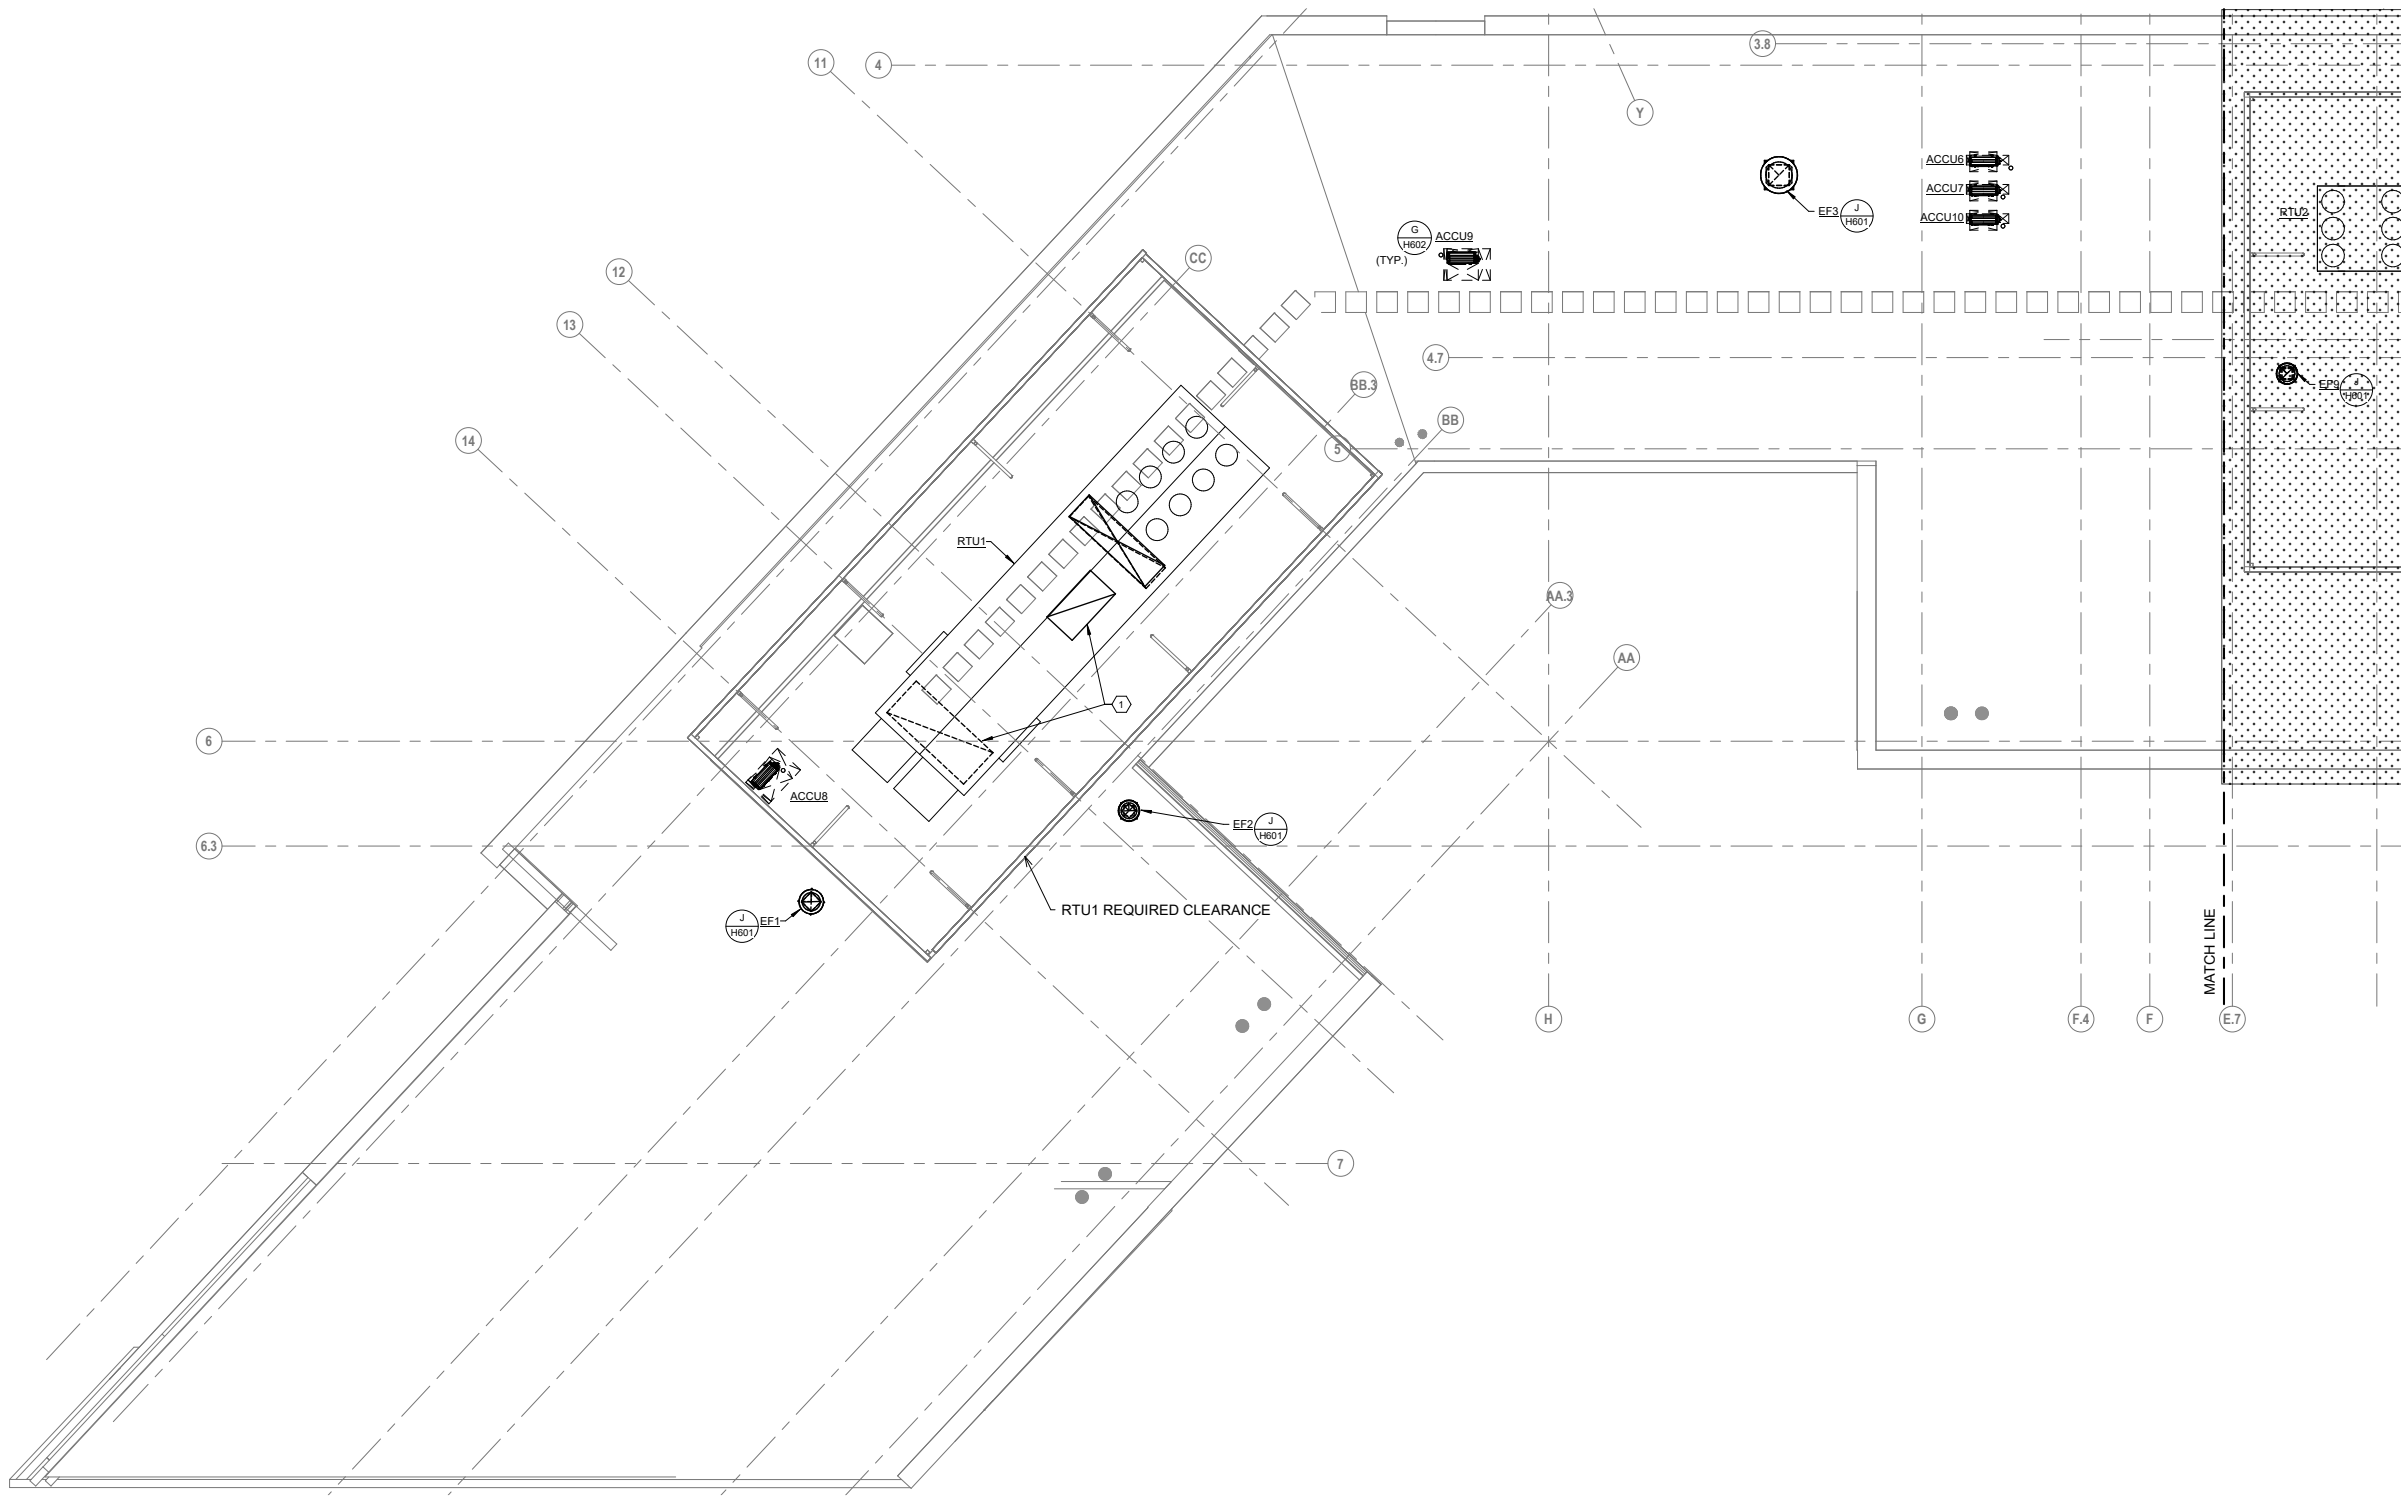 3.8
11
4
Y
ACCU6
ACCU7
ACCU10
EF3
J
H601
RTU2
G
H602
ACCU9
(TYP.)
CC
12
13
4.7
BB.3
EF9
J
H601
BB
14
5
RTU1
AA.3
AA
1
6
ACCU8
EF2
J
H601
6.3
RTU1 REQUIRED CLEARANCE
J
H601
EF1
MATCH LINE
H
G
F.4
F
E.7
7